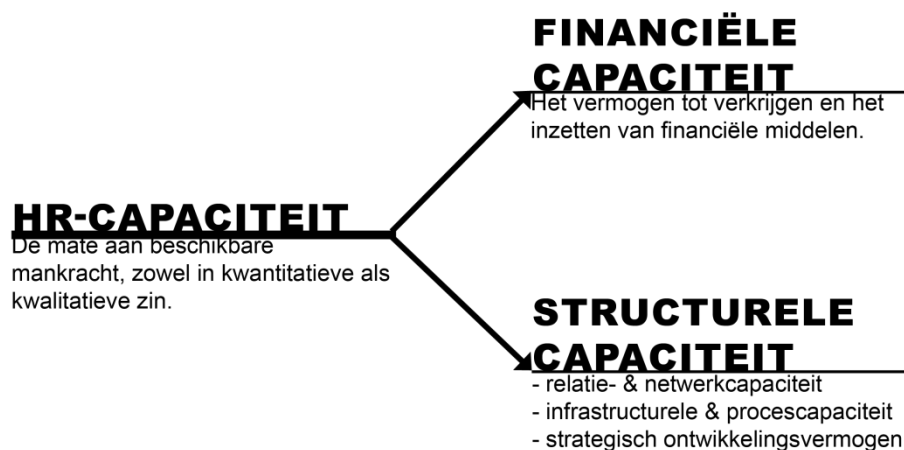 HR-CAPACITEIT
De mate aan beschikbare
mankracht, zowel in kwantitatieve als
kwalitatieve zin.
FINANCIËLE
CAPACITEIT
Het vermogen tot verkrijgen en het
inzetten van financiële middelen.
STRUCTURELE
CAPACITEIT
- relatie- & netwerkcapaciteit
- infrastructurele & procescapaciteit
- strategisch ontwikkelingsvermogen